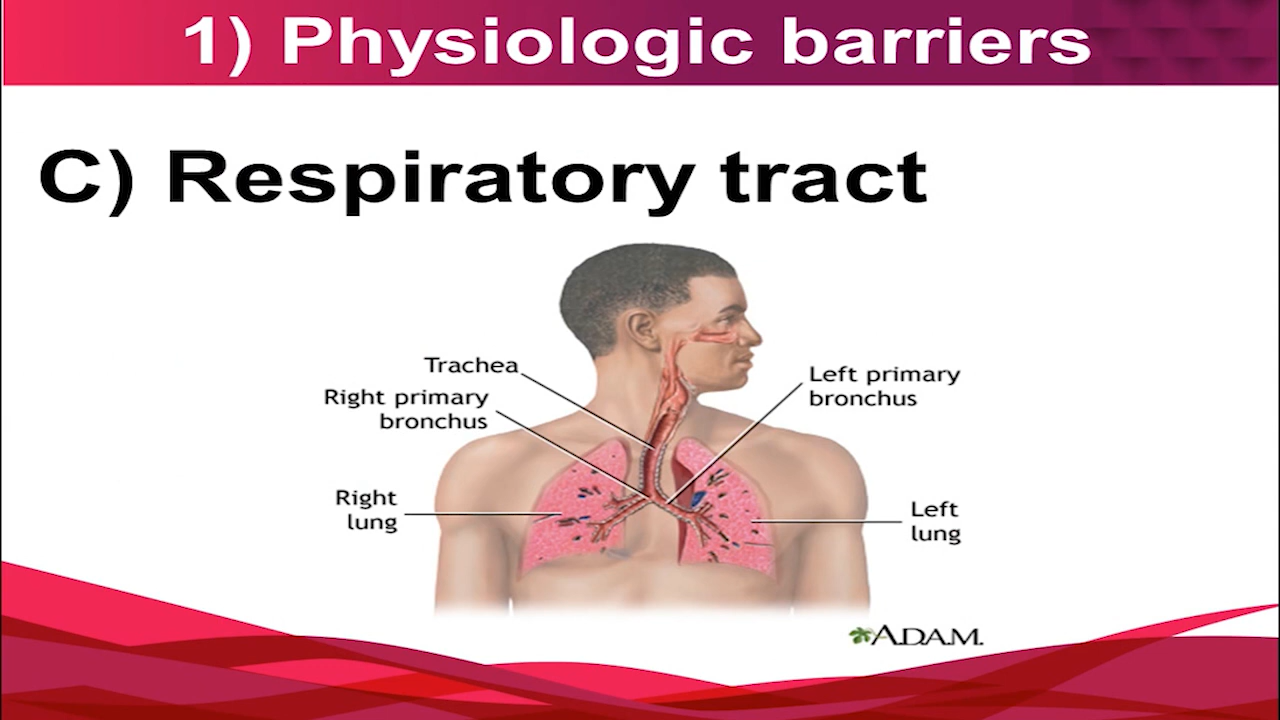 1) Physiologic barriers
C) Respiratory tract
Trachea
Right primary
bronchus
Left primary
bronchus
Right
lung
Left
lung
A.D.A.M.